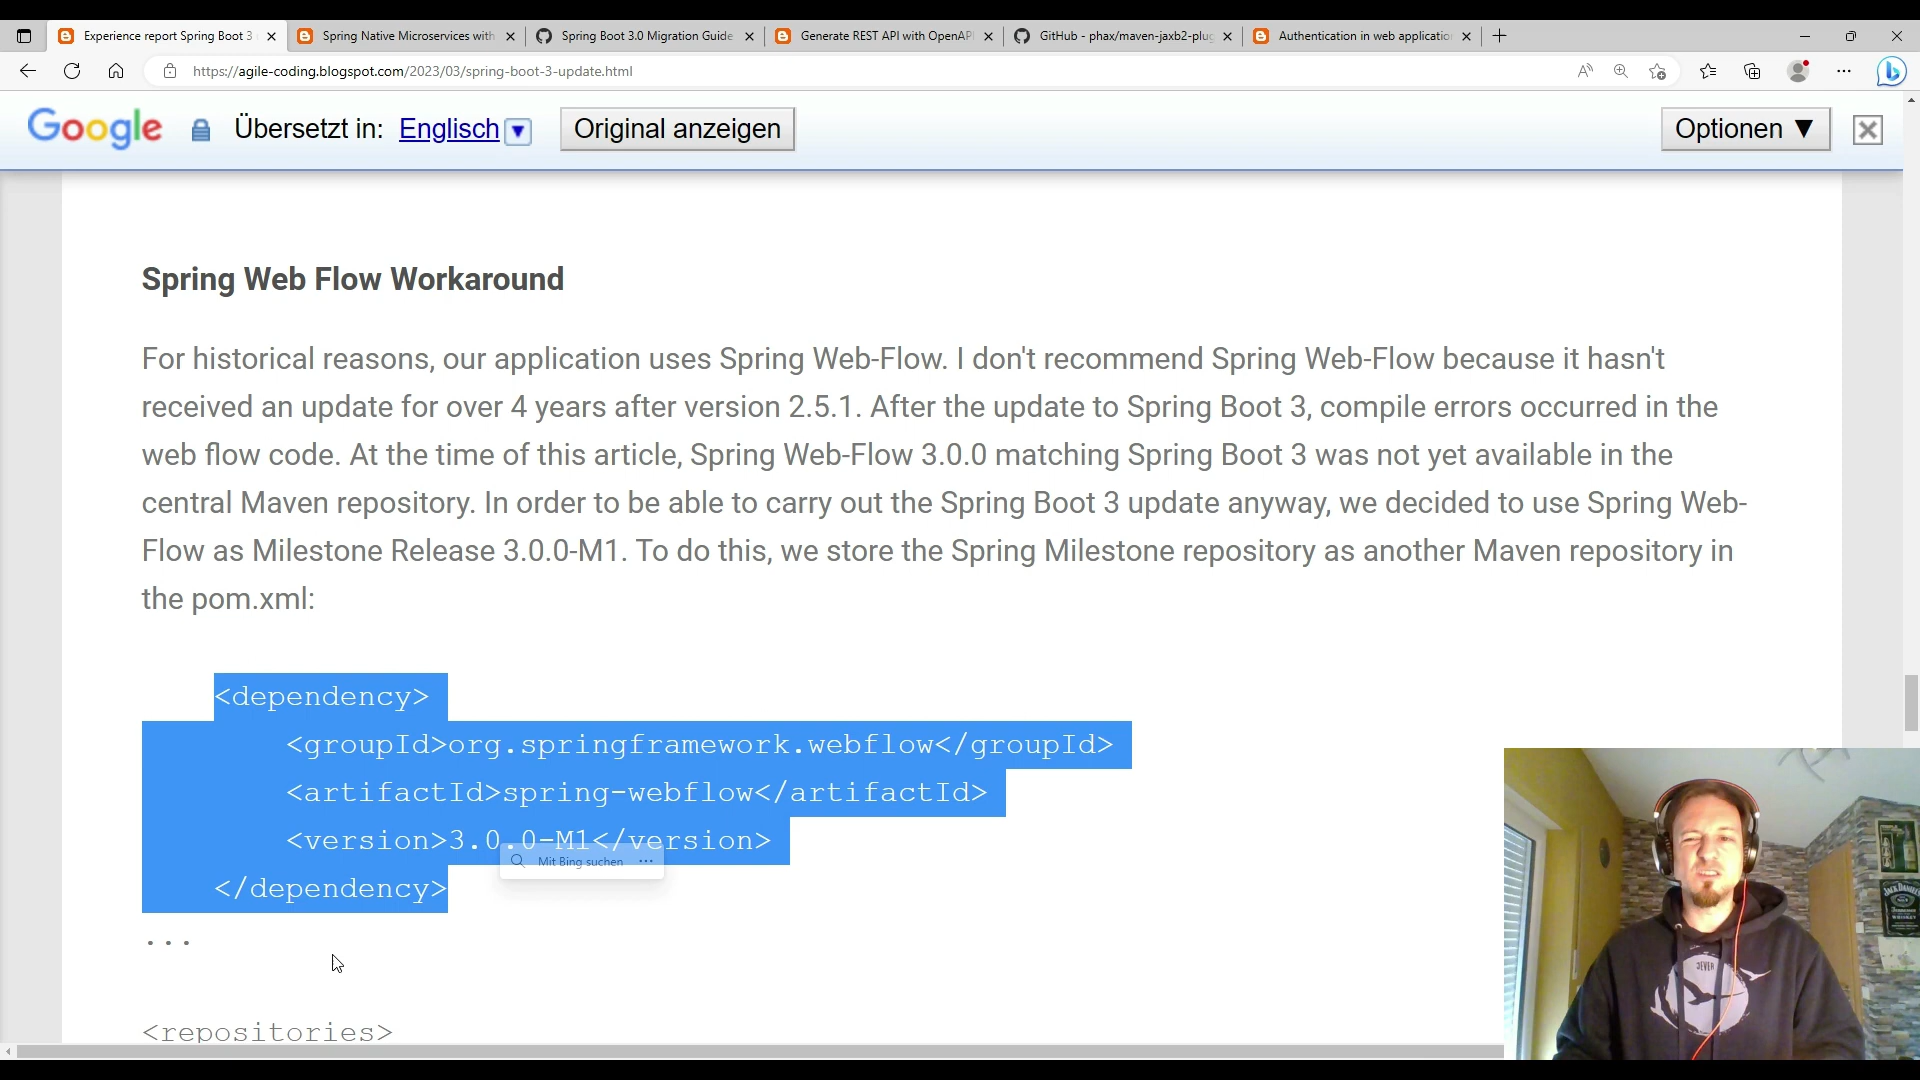 Experience report Spring Boot 3
Spring Native Microservices with
Spring Boot 3.0 Migration Guide
Generate REST API with OpenAPI
GitHub - phax/maven-jaxb2-plug
Authentication in web applicatio
https://agile-coding.blogspot.com/2023/03/spring-boot-3-update.html
Google Übersetzt in: Englisch ▼ Original anzeigen Optionen ▼
Spring Web Flow Workaround
For historical reasons, our application uses Spring Web-Flow. I don't recommend Spring Web-Flow because it hasn't
received an update for over 4 years after version 2.5.1. After the update to Spring Boot 3, compile errors occurred in the
web flow code. At the time of this article, Spring Web-Flow 3.0.0 matching Spring Boot 3 was not yet available in the
central Maven repository. In order to be able to carry out the Spring Boot 3 update anyway, we decided to use Spring Web-
Flow as Milestone Release 3.0.0-M1. To do this, we store the Spring Milestone repository as another Maven repository in
the pom.xml:
<dependency>
<groupId>org.springframework.webflow</groupId>
<artifactId>spring-webflow</artifactId>
<version>3.0.0-M1</version>
Mit Bing suchen ...
</dependency>
...
<repositories>
JEVER
JACK DANIEL'S